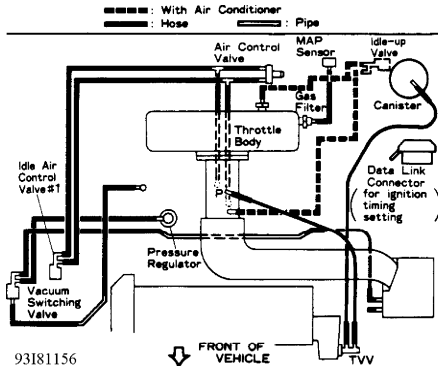 : With Air Conditioner
: Hose
: Pipe
Air Control
Valve
MAP
Sensor
Idle-up
Valve
Gas
Filter
Canister
Throttle
Body
Idle Air
Control
Valve #1
P
Data Link
Connector
(for ignition)
timing
setting
Pressure
Regulator
Vacuum
Switching
Valve
93I81156
FRONT OF
VEHICLE
TVV